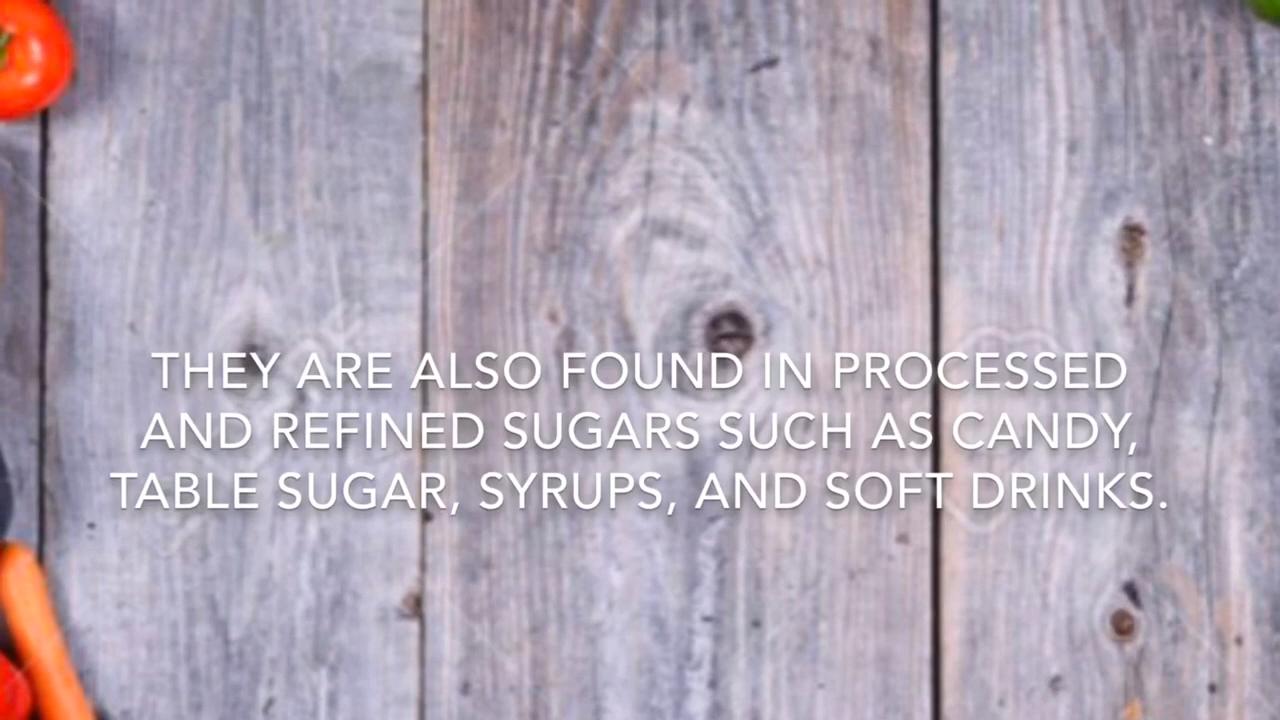 THEY ARE ALSO FOUND IN PROCESSED
AND REFINED SUGARS SUCH AS CANDY,
TABLE SUGAR, SYRUPS, AND SOFT DRINKS.